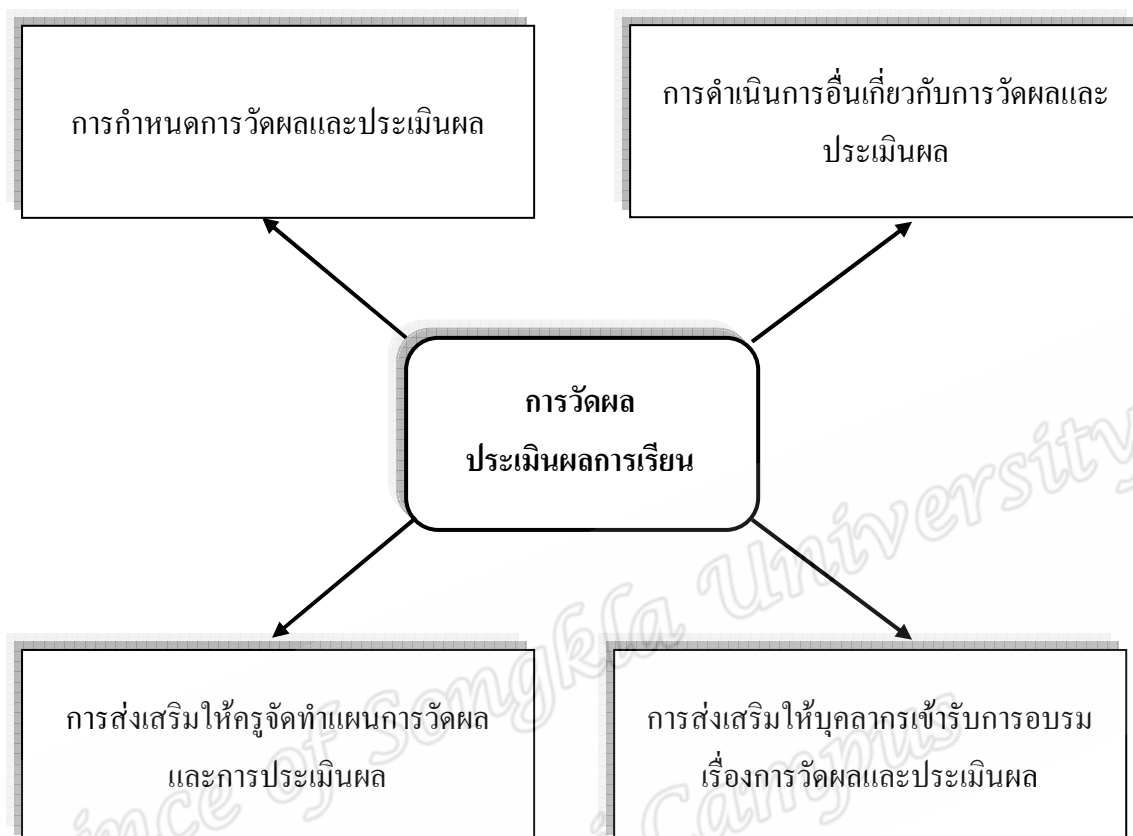 การกำหนดการวัดผลและประเมินผล
การดำเนินการอื่นเกี่ยวกับการวัดผลและ
ประเมินผล
การวัดผล
ประเมินผลการเรียน
การส่งเสริมให้ครูจัดทำแผนการวัดผล
และการประเมินผล
การส่งเสริมให้บุคลากรเข้ารับการอบรม
เรื่องการวัดผลและประเมินผล
ince of Songkla University
i Campus